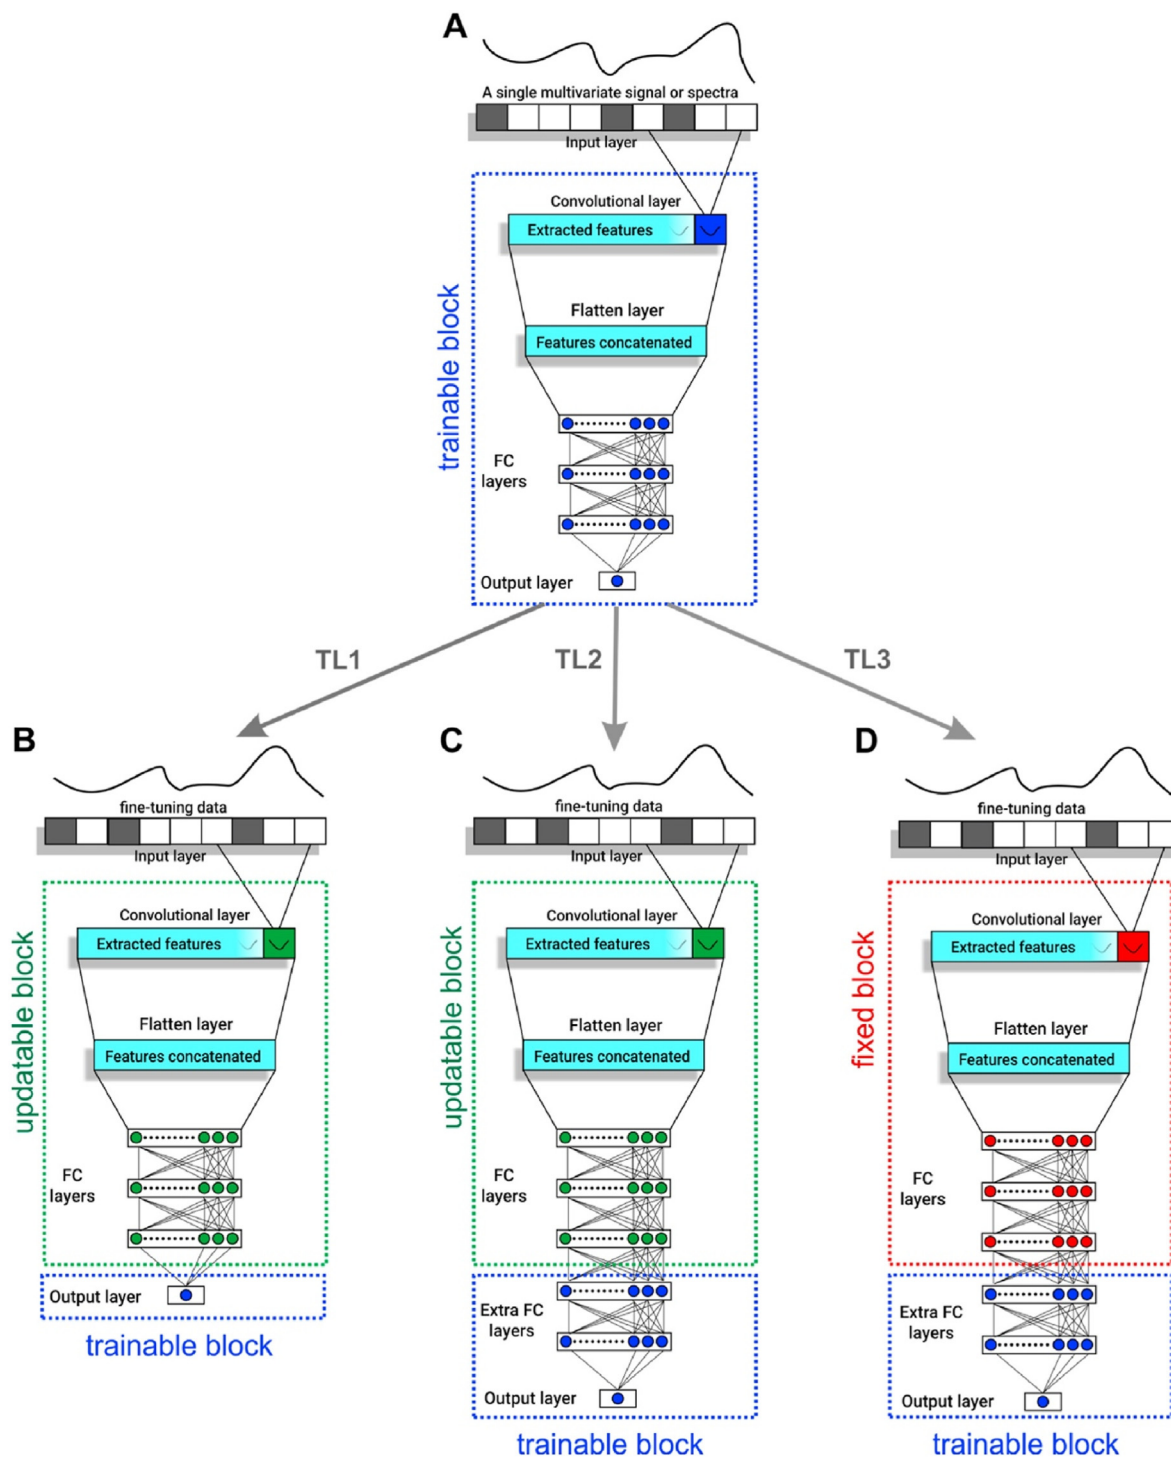 A
A single multivariate signal or spectra
Input layer
trainable block
Convolutional layer
Extracted features
Flatten layer
Features concatenated
FC
layers
Output layer
TL1
TL2
TL3
B
fine-tuning data
Input layer
updatable block
Convolutional layer
Extracted features
Flatten layer
Features concatenated
FC
layers
Output layer
trainable block
C
fine-tuning data
Input layer
updatable block
Convolutional layer
Extracted features
Flatten layer
Features concatenated
FC
layers
Extra FC
layers
Output layer
trainable block
D
fine-tuning data
Input layer
fixed block
Convolutional layer
Extracted features
Flatten layer
Features concatenated
FC
layers
Extra FC
layers
Output layer
trainable block